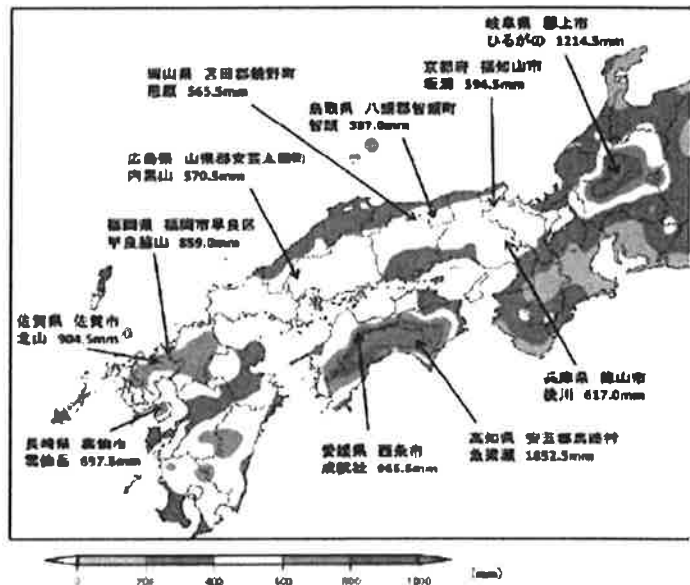 岐阜県 郡上市
ひるがの 1214.5mm
岡山県 苫田郡鏡野町
恩原 565.5mm
京都府 福知山市
坂浦 594.5mm
鳥取県 八頭郡智頭町
智頭 587.0mm
広島県 山県郡安芸太田町
内黒山 570.5mm
福岡県 福岡市早良区
早良脇山 859.0mm
佐賀県 佐賀市
北山 904.5mm
兵庫県 篠山市
後川 617.0mm
長崎県 雲仙市
雲仙岳 697.5mm
愛媛県 西条市
成就社 965.5mm
高知県 安芸郡馬路村
魚梁瀬 1852.5mm
0 200 400 600 800 1000 (mm)